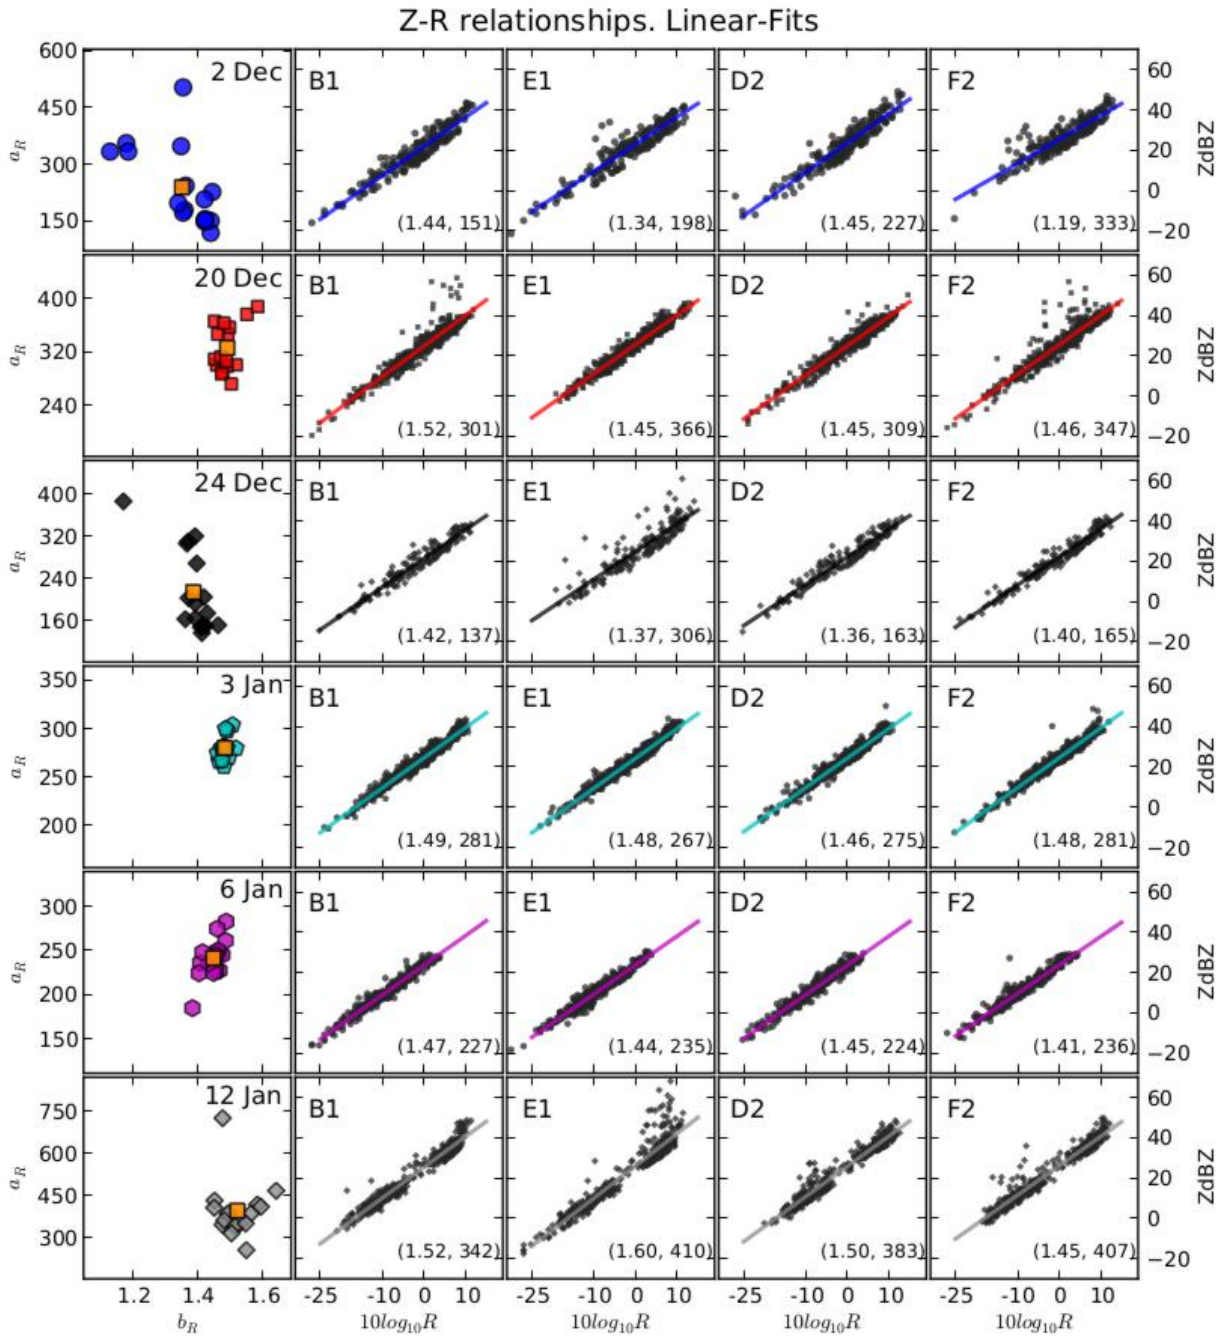 Z-R relationships. Linear-Fits
600
450
300
150
a_R
2 Dec
B1
(1.44, 151)
E1
(1.34, 198)
D2
(1.45, 227)
F2
(1.19, 333)
60
40
20
0
−20
ZdBZ
400
320
240
a_R
20 Dec
B1
(1.52, 301)
E1
(1.45, 366)
D2
(1.45, 309)
F2
(1.46, 347)
60
40
20
0
−20
ZdBZ
400
320
240
160
a_R
24 Dec
B1
(1.42, 137)
E1
(1.37, 306)
D2
(1.36, 163)
F2
(1.40, 165)
60
40
20
0
−20
ZdBZ
350
300
250
200
a_R
3 Jan
B1
(1.49, 281)
E1
(1.48, 267)
D2
(1.46, 275)
F2
(1.48, 281)
60
40
20
0
−20
ZdBZ
300
250
200
150
a_R
6 Jan
B1
(1.47, 227)
E1
(1.44, 235)
D2
(1.45, 224)
F2
(1.41, 236)
60
40
20
0
−20
ZdBZ
750
600
450
300
a_R
12 Jan
B1
(1.52, 342)
E1
(1.60, 410)
D2
(1.50, 383)
F2
(1.45, 407)
60
40
20
0
−20
ZdBZ
1.2 1.4 1.6
-25 -10 0 10
-25 -10 0 10
-25 -10 0 10
-25 -10 0 10
b_R
10log₁₀R
10log₁₀R
10log₁₀R
10log₁₀R